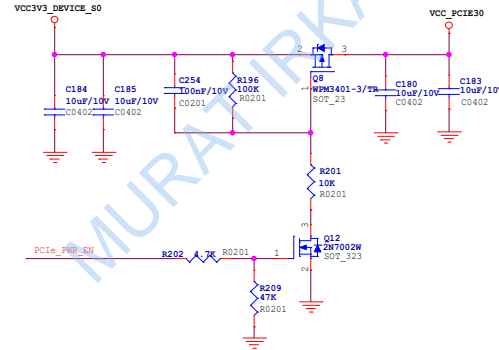 VCC3V3_DEVICE_S0
VCC_PCIE30
2
3
1
Q8
WPM3401-3/TR
SOT_23
C184
10uF/10V
C0402
C185
10uF/10V
C0402
C254
100nF/10V
C0201
R196
100K
R0201
C180
10uF/10V
C0402
C183
10uF/10V
C0402
R201
10K
R0201
PCIe_PWR_EN
R202
4.7K
R0201
1
3
2
Q12
2N7002W
SOT_323
R209
47K
R0201
MURAT IRKA